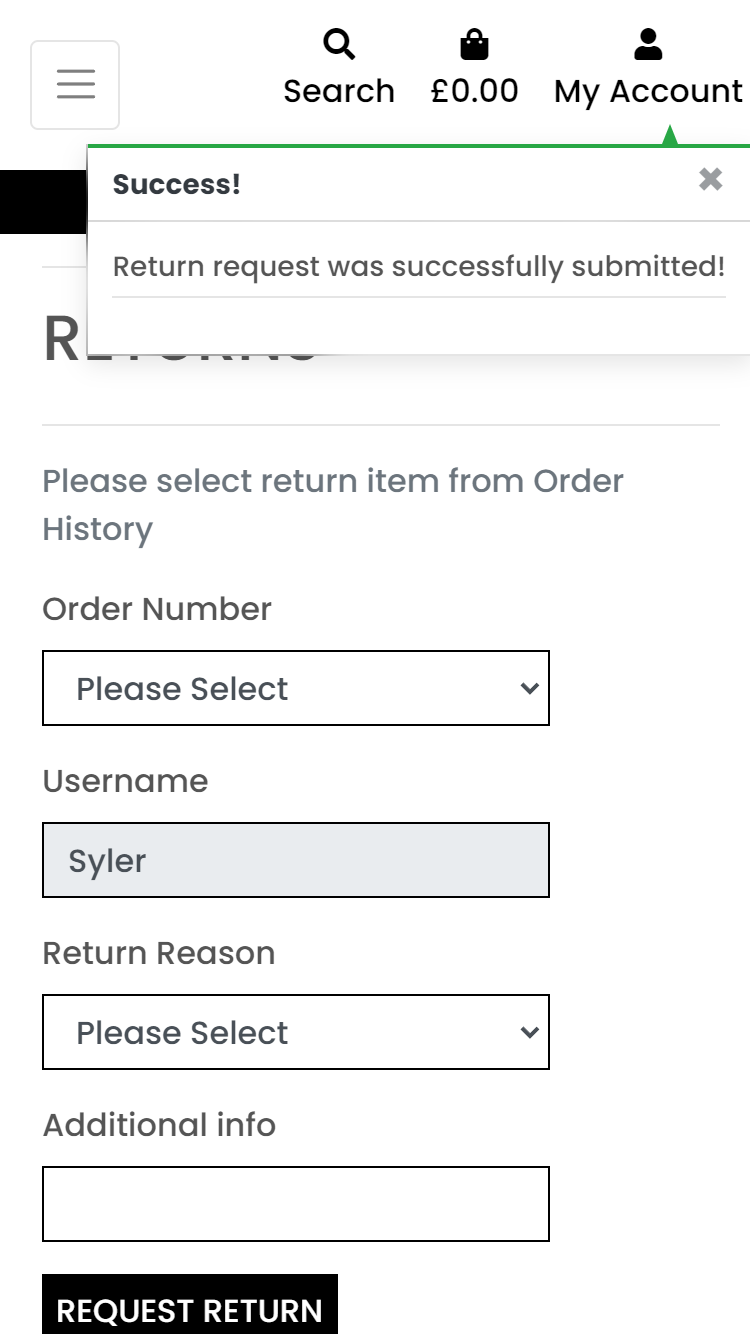 Search
£0.00
My Account
Success!
Return request was successfully submitted!
Please select return item from Order
History
Order Number
Please Select
Username
Syler
Return Reason
Please Select
Additional info
REQUEST RETURN